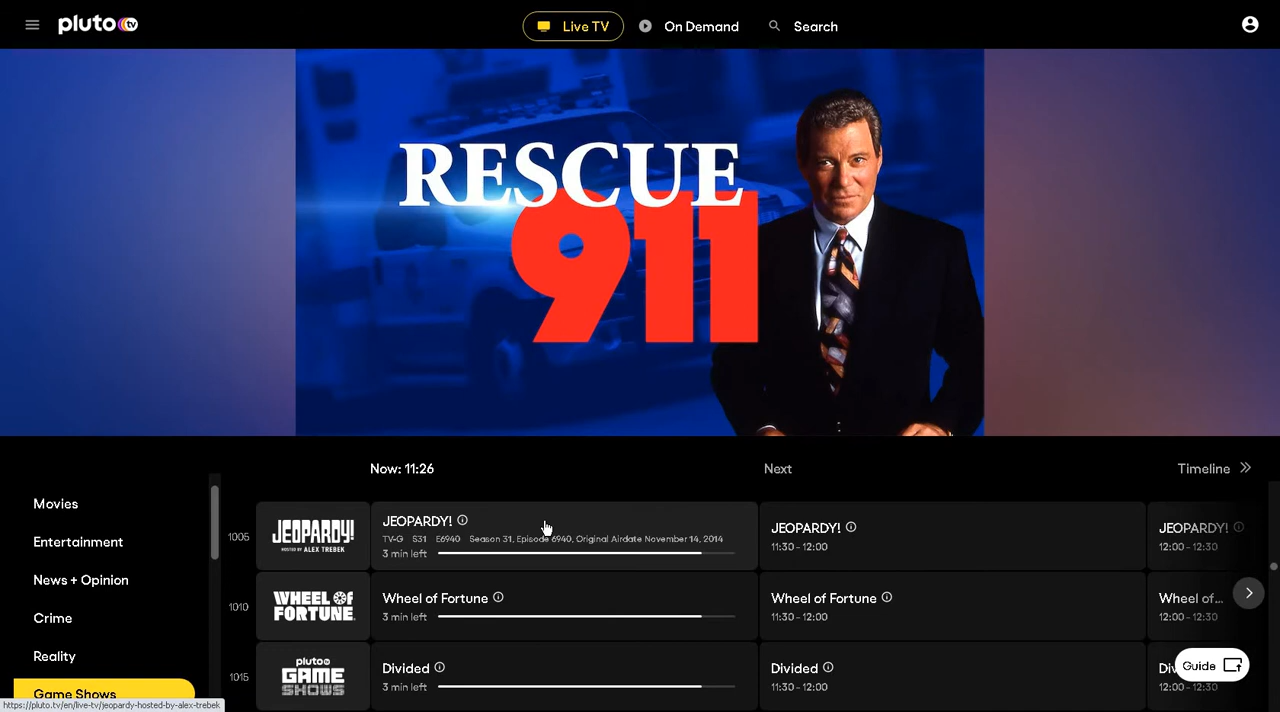 pluto tv
Live TV
On Demand
Search
RESCUE
911
Now: 11:26
Next
Timeline
Movies
Entertainment
News + Opinion
Crime
Reality
Game Shows
1005
JEOPARDY!
HOSTED BY ALEX TREBEK
JEOPARDY!
TV-G S31 E6940 Season 31, Episode 6940, Original Airdate November 14, 2014
3 min left
JEOPARDY!
11:30 - 12:00
JEOPARDY!
12:00 - 12:30
1010
WHEEL OF
FORTUNE
Wheel of Fortune
3 min left
Wheel of Fortune
11:30 - 12:00
Wheel of...
12:00 - 12:30
1015
pluto tv
GAME
SHOWS
Divided
3 min left
Divided
11:30 - 12:00
Divi
12:00 - 12:30
Guide
https://pluto.tv/en/live-tv/jeopardy-hosted-by-alex-trebek